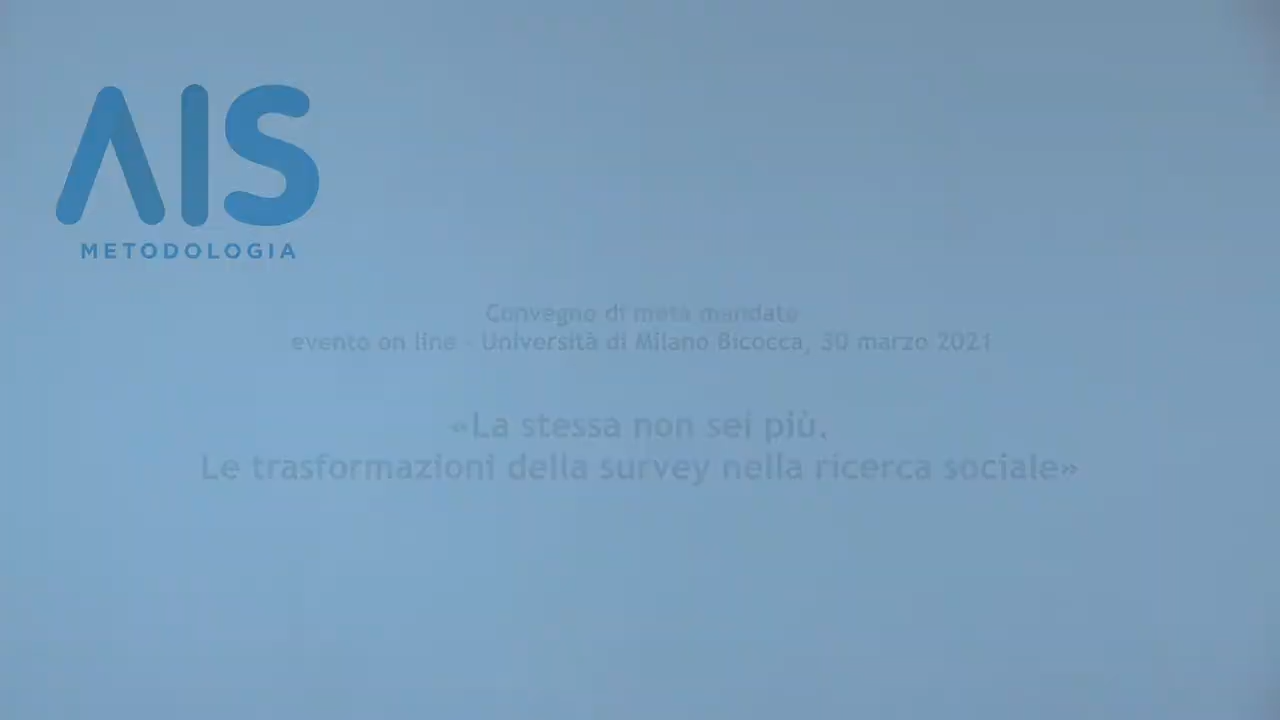 AIS
METODOLOGIA
Convegno di metà mandato
evento on line - Università di Milano Bicocca, 30 marzo 2021
«La stessa non sei più.
Le trasformazioni della survey nella ricerca sociale»